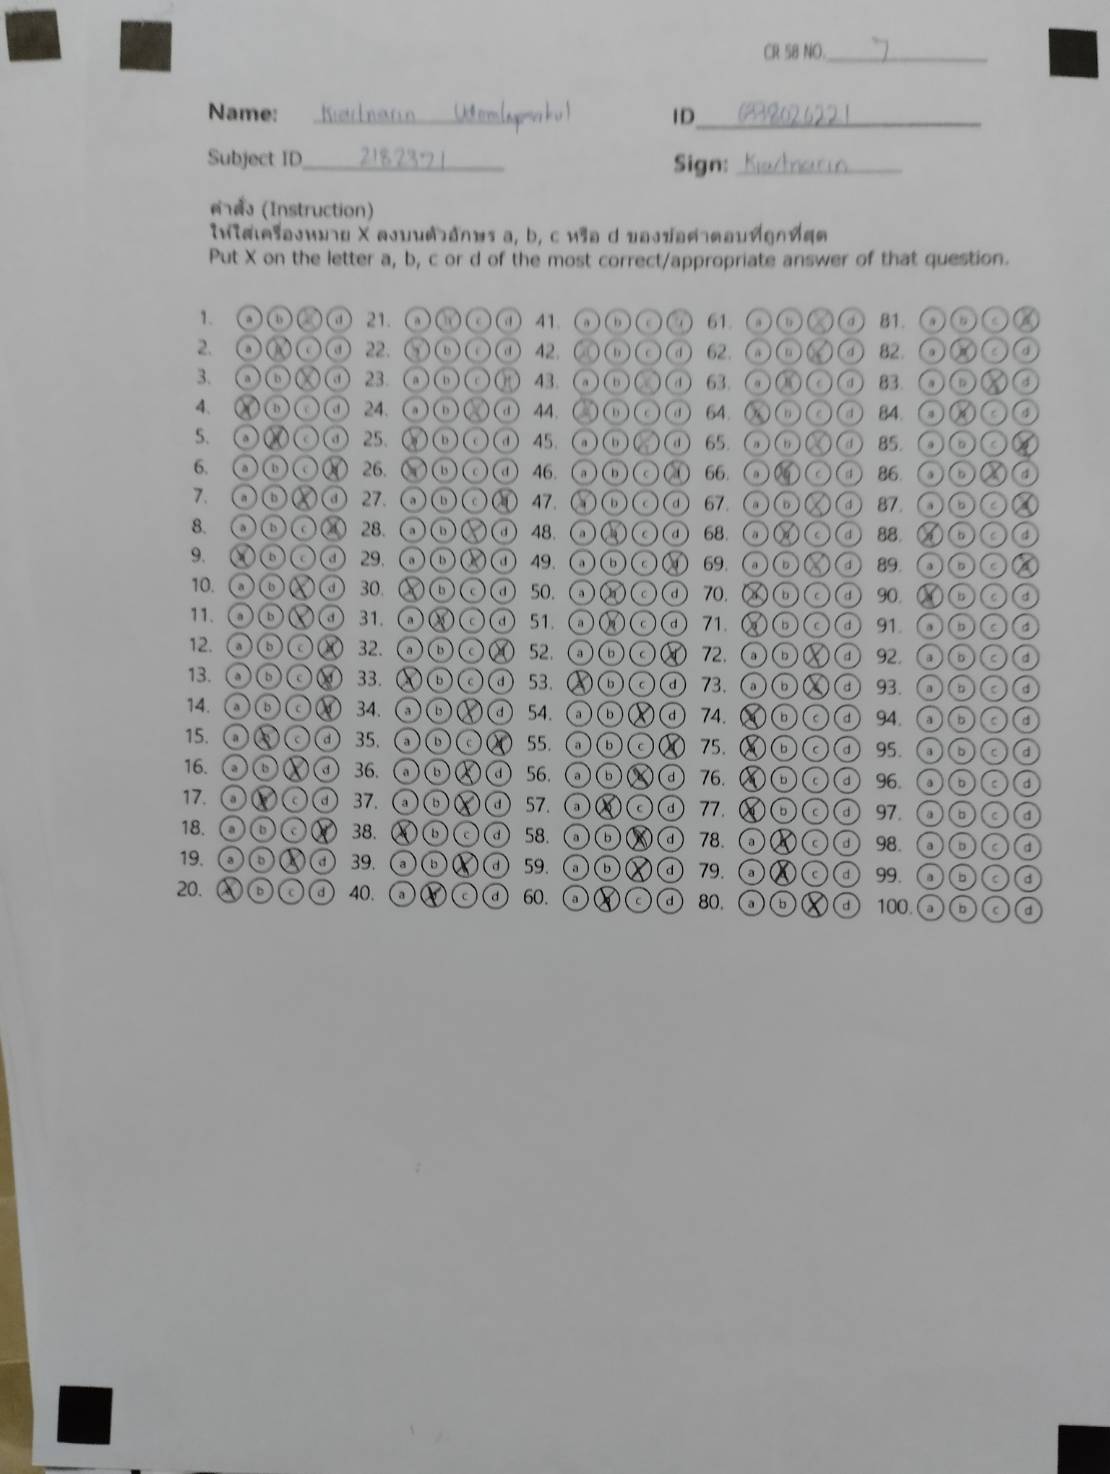 CR 58 NO. 7
Name: ID
Subject ID 2182371 Sign:
คำสั่ง (Instruction)
ให้ใส่เครื่องหมาย X ลงบนตัวอักษร a, b, c หรือ d ของข้อคำตอบที่ถูกที่สุด
Put X on the letter a, b, c or d of the most correct/appropriate answer of that question.
1. a b c d 21. a b c d 41. a b c d 61. a b c d 81. a b c d
2. a b c d 22. a b c d 42. a b c d 62. a b c d 82. a b c d
3. a b c d 23. a b c d 43. a b c d 63. a b c d 83. a b c d
4. a b c d 24. a b c d 44. a b c d 64. a b c d 84. a b c d
5. a b c d 25. a b c d 45. a b c d 65. a b c d 85. a b c d
6. a b c d 26. a b c d 46. a b c d 66. a b c d 86. a b c d
7. a b c d 27. a b c d 47. a b c d 67. a b c d 87. a b c d
8. a b c d 28. a b c d 48. a b c d 68. a b c d 88. a b c d
9. a b c d 29. a b c d 49. a b c d 69. a b c d 89. a b c d
10. a b c d 30. a b c d 50. a b c d 70. a b c d 90. a b c d
11. a b c d 31. a b c d 51. a b c d 71. a b c d 91. a b c d
12. a b c d 32. a b c d 52. a b c d 72. a b c d 92. a b c d
13. a b c d 33. a b c d 53. a b c d 73. a b c d 93. a b c d
14. a b c d 34. a b c d 54. a b c d 74. a b c d 94. a b c d
15. a b c d 35. a b c d 55. a b c d 75. a b c d 95. a b c d
16. a b c d 36. a b c d 56. a b c d 76. a b c d 96. a b c d
17. a b c d 37. a b c d 57. a b c d 77. a b c d 97. a b c d
18. a b c d 38. a b c d 58. a b c d 78. a b c d 98. a b c d
19. a b c d 39. a b c d 59. a b c d 79. a b c d 99. a b c d
20. a b c d 40. a b c d 60. a b c d 80. a b c d 100. a b c d